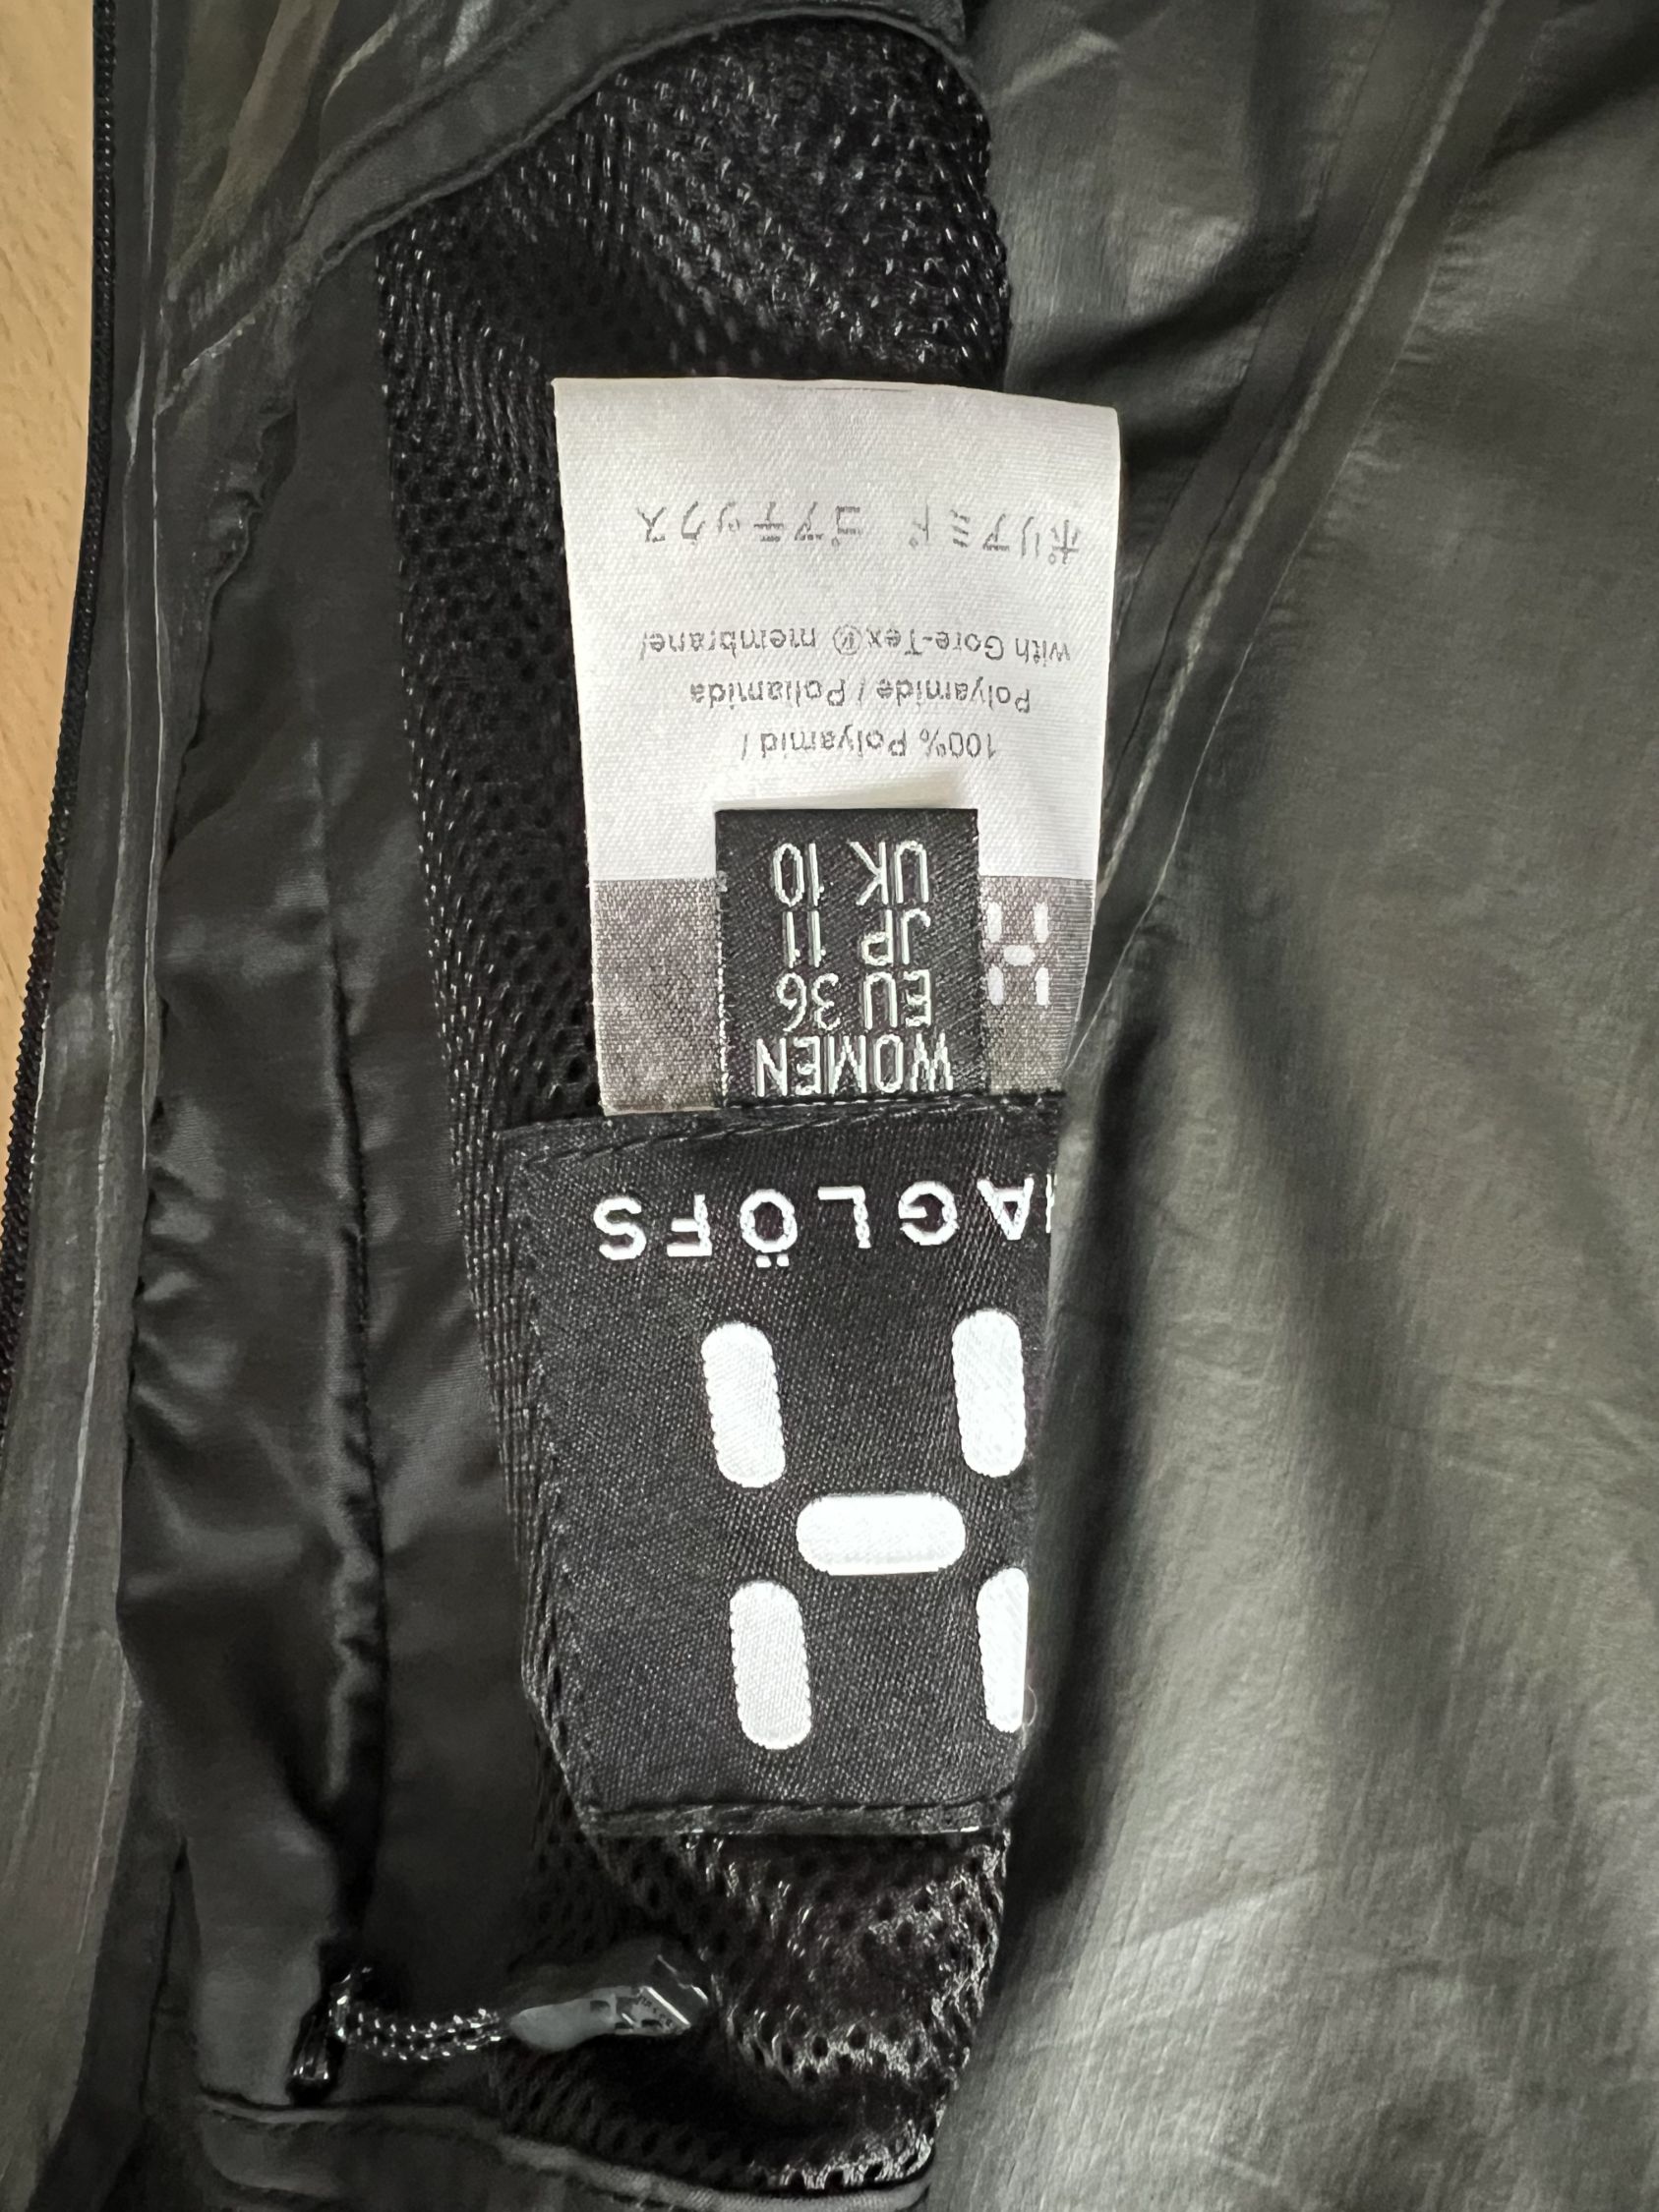 HAGLÖFS
WOMEN
EU 36
JP 11
UK 10
100% Polyamid /
Polyamide / Poliamida
with Gore-Tex® membrane/
ポリアミド ゴアテックス